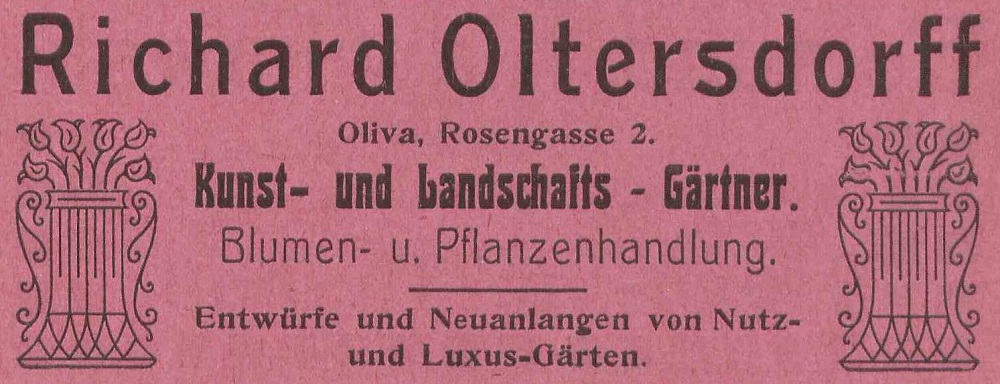 Richard Oltersdorff
Oliva, Rosengasse 2.
Kunst- und Landschafts - Gärtner.
Blumen- u. Pflanzenhandlung.
Entwürfe und Neuanlangen von Nutz-
und Luxus-Gärten.